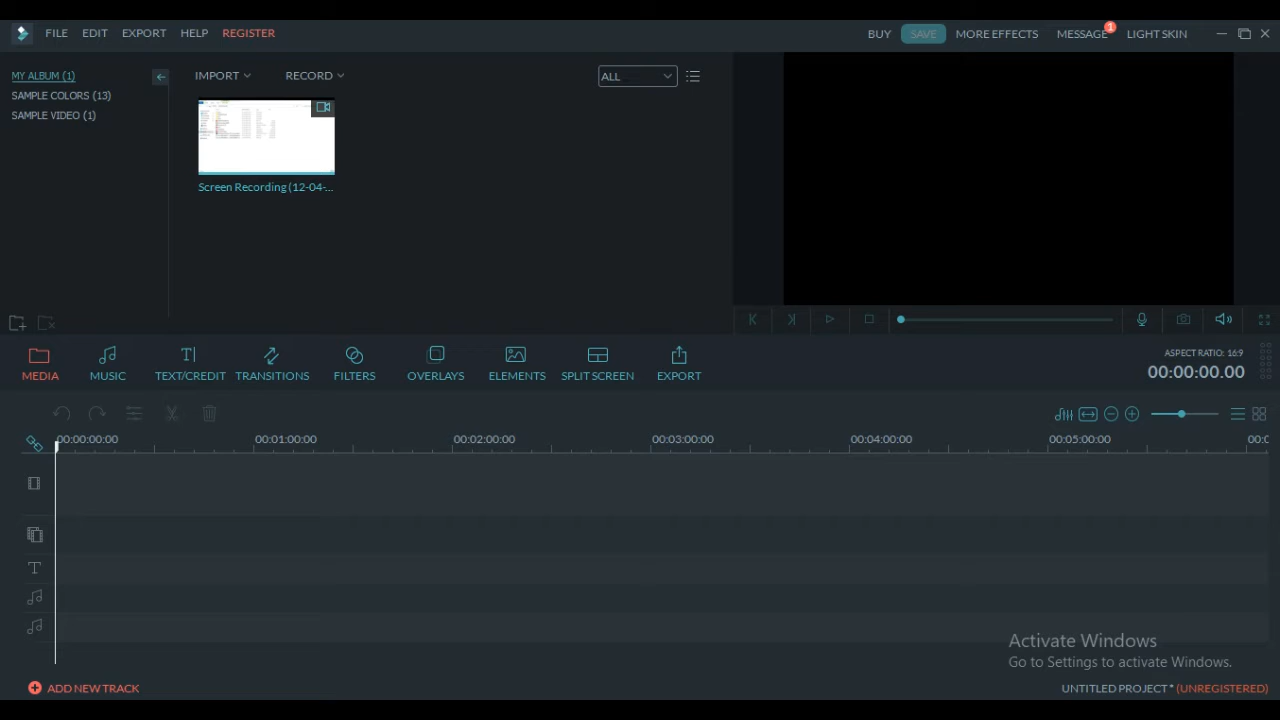 FILE EDIT EXPORT HELP REGISTER
BUY SAVE MORE EFFECTS MESSAGE 1 LIGHT SKIN
MY ALBUM (1)
SAMPLE COLORS (13)
SAMPLE VIDEO (1)
IMPORT RECORD ALL
Screen Recording (12-04-...
MEDIA MUSIC TEXT/CREDIT TRANSITIONS FILTERS OVERLAYS ELEMENTS SPLIT SCREEN EXPORT
ASPECT RATIO: 16:9
00:00:00.00
00:00:00:00 00:01:00:00 00:02:00:00 00:03:00:00 00:04:00:00 00:05:00:00
Activate Windows
Go to Settings to activate Windows.
ADD NEW TRACK
UNTITLED PROJECT * (UNREGISTERED)